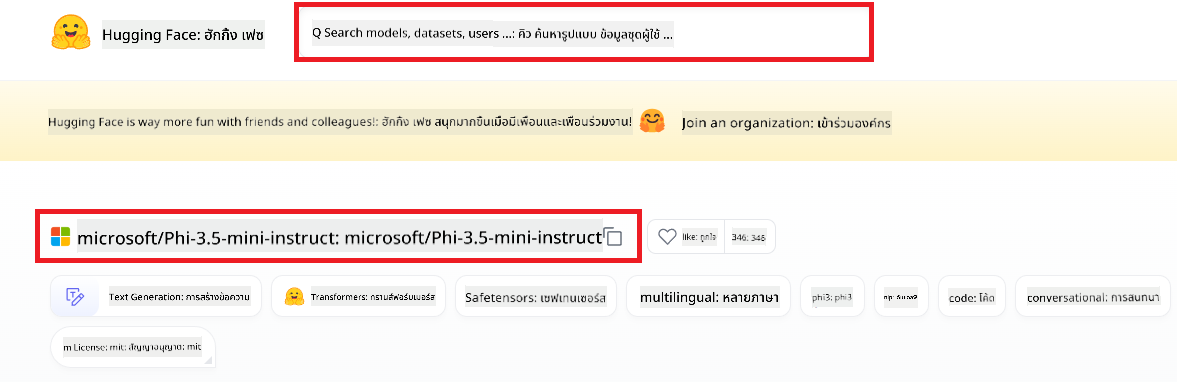 Hugging Face: ฮักกิง เฟซ
Q Search models, datasets, users ...: คิว ค้นหารูปแบบ ข้อมูลชุดผู้ใช้ ...
Hugging Face is way more fun with friends and colleagues!: ฮักกิง เฟซ สนุกมากขึ้นเมื่อมีเพื่อนและเพื่อนร่วมงาน!
Join an organization: เข้าร่วมองค์กร
microsoft/Phi-3.5-mini-instruct: microsoft/Phi-3.5-mini-instruct
like: ถูกใจ
346: 346
Text Generation: การสร้างข้อความ
Transformers: ทรานส์ฟอร์มเมอร์ส
Safetensors: เซฟเทนเซอร์ส
multilingual: หลายภาษา
phi3: phi3
nlp:
code: โค้ด
conversational: การสนทนา
m License: mit: สัญญาอนุญาต: mit